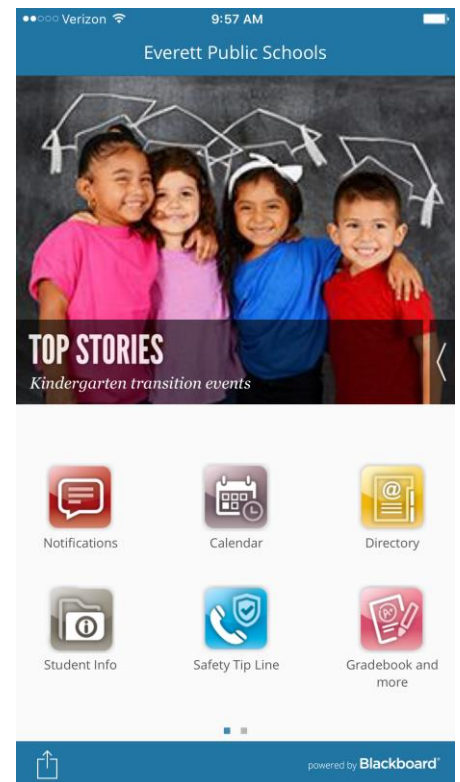 Verizon 9:57 AM
Everett Public Schools
TOP STORIES
Kindergarten transition events
@
A+
Notifications Calendar Directory
Student Info Safety Tip Line Gradebook and
more
powered by Blackboard